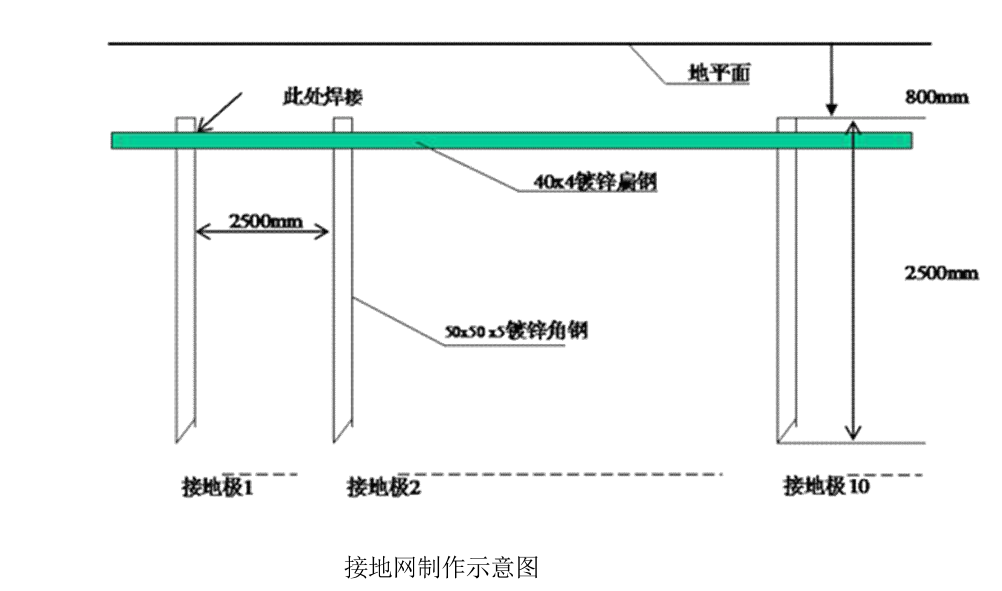 地平面
此处焊接
800mm
40x4镀锌扁钢
2500mm
2500mm
50x50 x5镀锌角钢
接地极1
接地极2
接地极10
接地网制作示意图